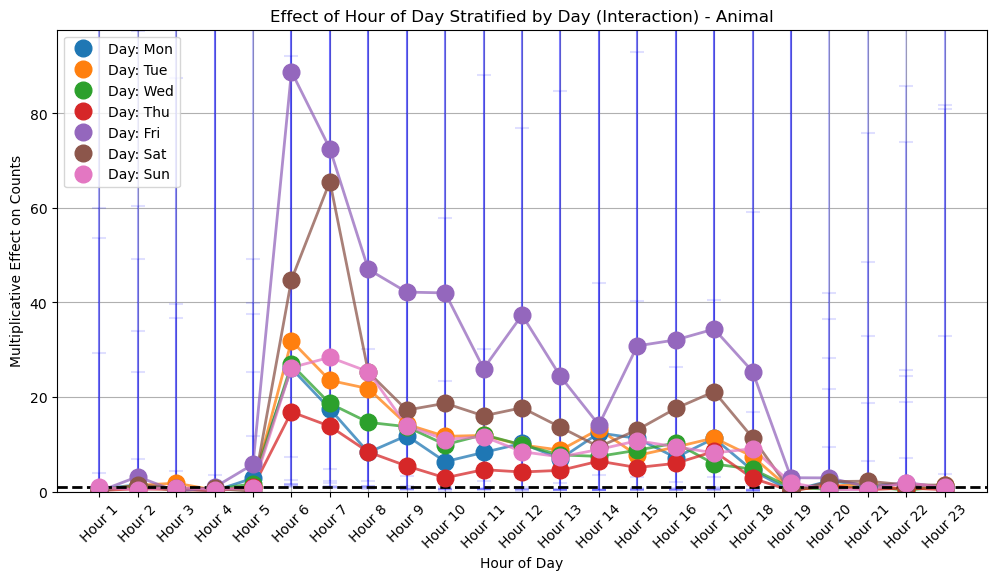 Effect of Hour of Day Stratified by Day (Interaction) - Animal
Day: Mon
Day: Tue
Day: Wed
Day: Thu
Day: Fri
Day: Sat
Day: Sun
Multiplicative Effect on Counts
80
60
40
20
0
Hour 1
Hour 2
Hour 3
Hour 4
Hour 5
Hour 6
Hour 7
Hour 8
Hour 9
Hour 10
Hour 11
Hour 12
Hour 13
Hour 14
Hour 15
Hour 16
Hour 17
Hour 18
Hour 19
Hour 20
Hour 21
Hour 22
Hour 23
Hour of Day